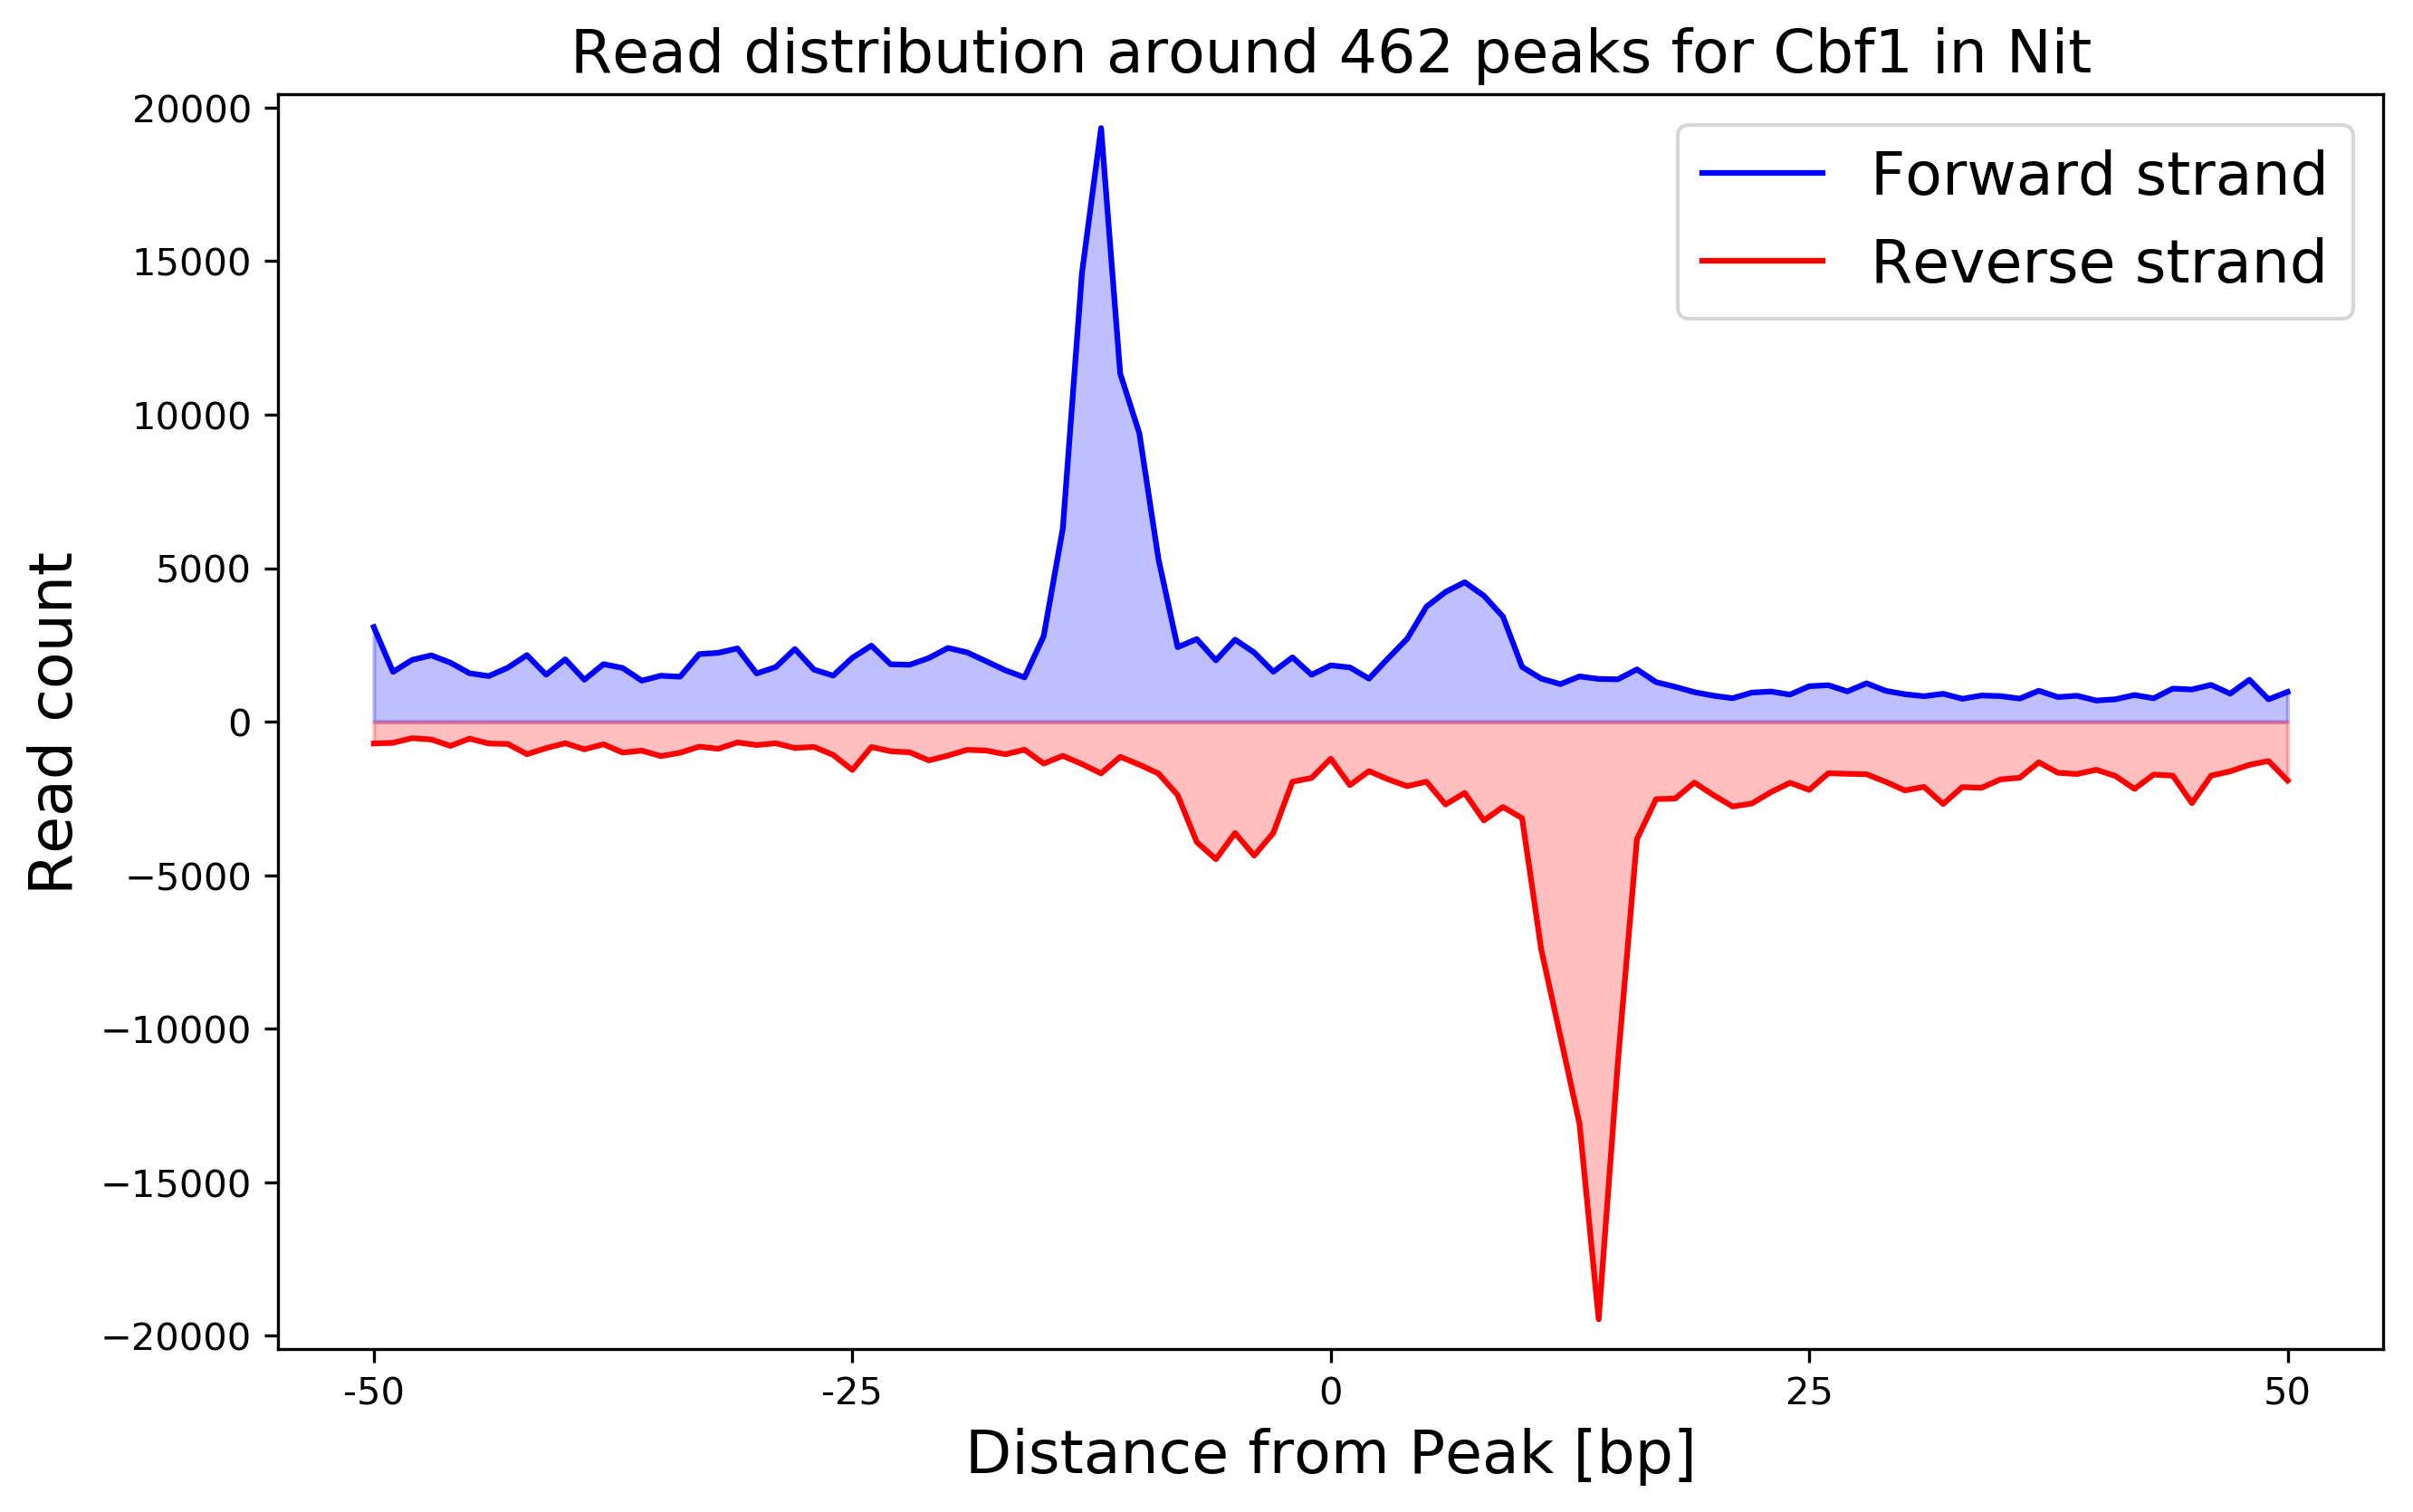 Read distribution around 462 peaks for Cbf1 in Nit
20000
15000
10000
5000
0
−5000
−10000
−15000
−20000
Read count
Forward strand
Reverse strand
-50
-25
0
25
50
Distance from Peak [bp]